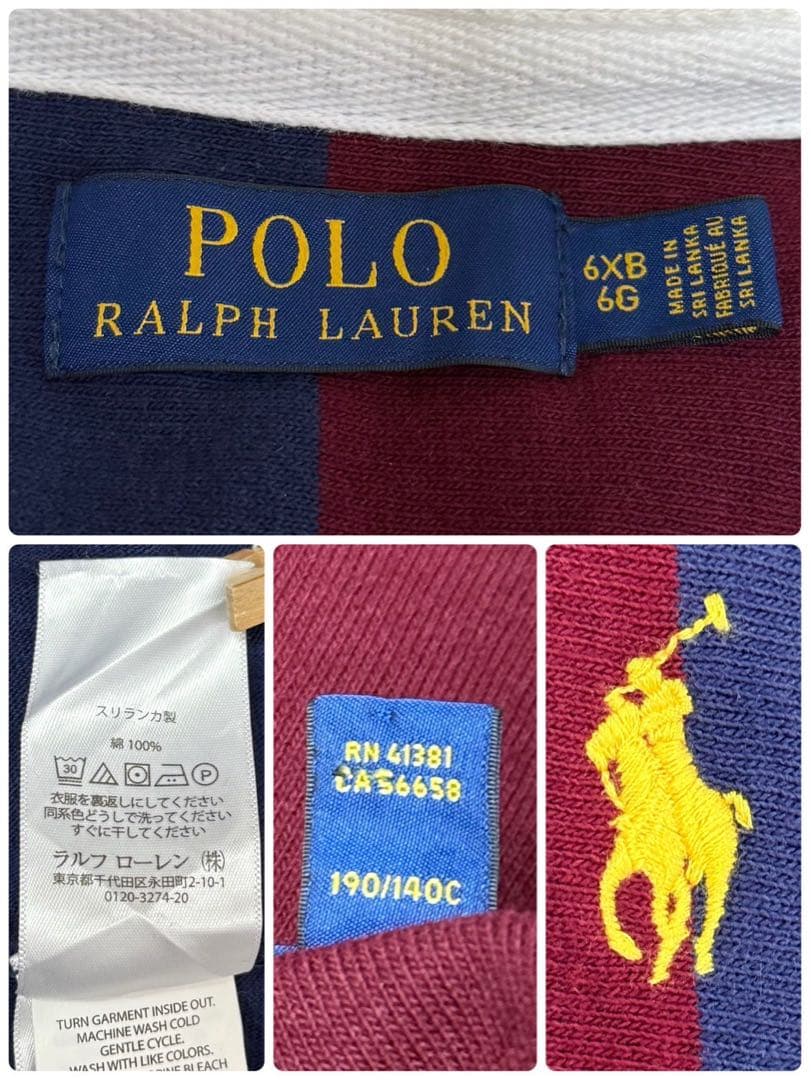 POLO
RALPH LAUREN
6XB
6G
MADE IN
SRI LANKA
FABRIQUÉ AU
SRI LANKA
スリランカ製
綿 100%
30
P
衣服を裏返しにしてください
同系色どうしで洗ってください
すぐに干してください
ラルフ ローレン (株)
東京都千代田区永田町2-10-1
0120-3274-20
TURN GARMENT INSIDE OUT.
MACHINE WASH COLD
GENTLE CYCLE.
WASH WITH LIKE COLORS.
BLEACH
RN 41381
CA 56658
190/140C